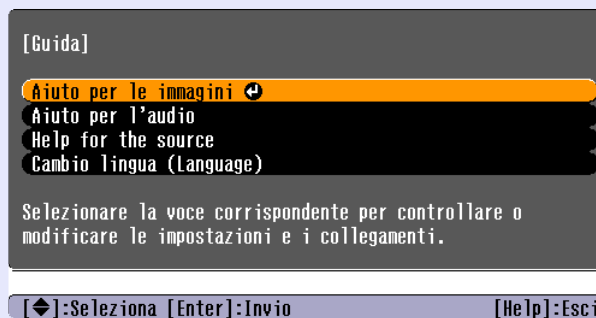 [Guida]
Aiuto per le immagini
Aiuto per l'audio
Help for the source
Cambio lingua (Language)
Selezionare la voce corrispondente per controllare o
modificare le impostazioni e i collegamenti.
[◆]:Seleziona [Enter]:Invio [Help]:Esci